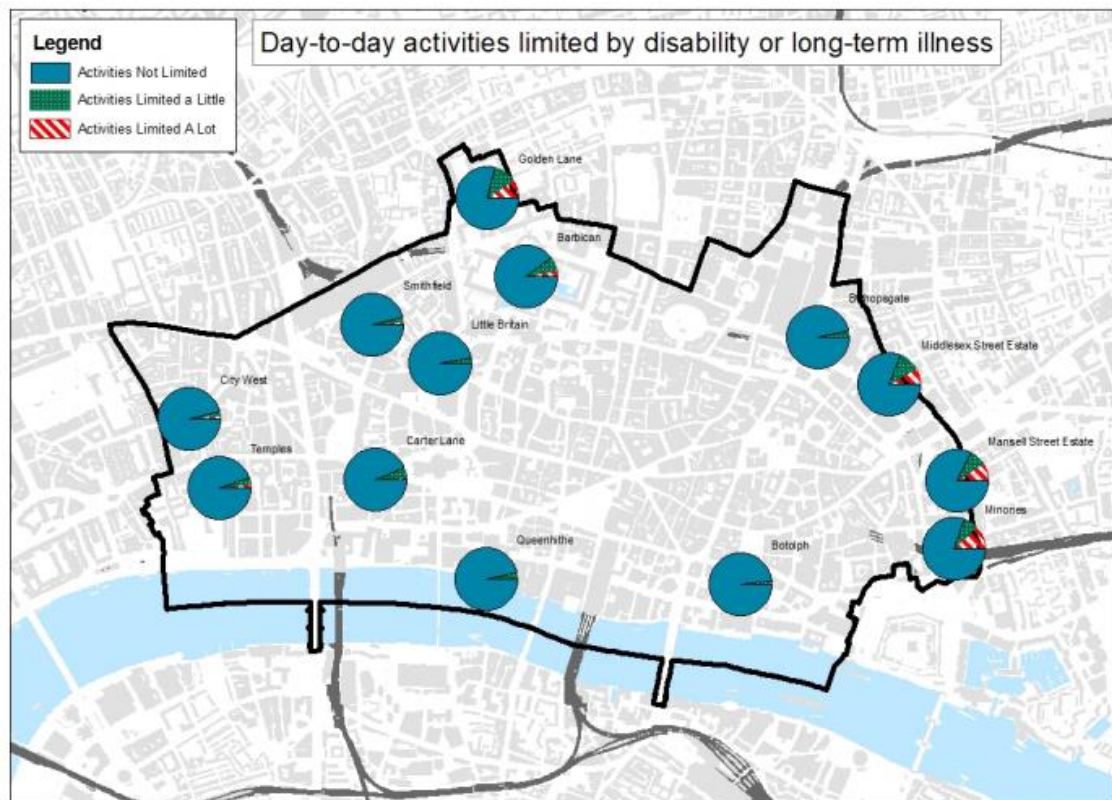 Legend
Activities Not Limited
Activities Limited a Little
Activities Limited A Lot
Day-to-day activities limited by disability or long-term illness
Golden Lane
Barbican
Smithfield
Little Britain
Bishopsgate
Middlesex Street Estate
City West
Temples
Carter Lane
Mansell Street Estate
Minories
Queenhithe
Botolph